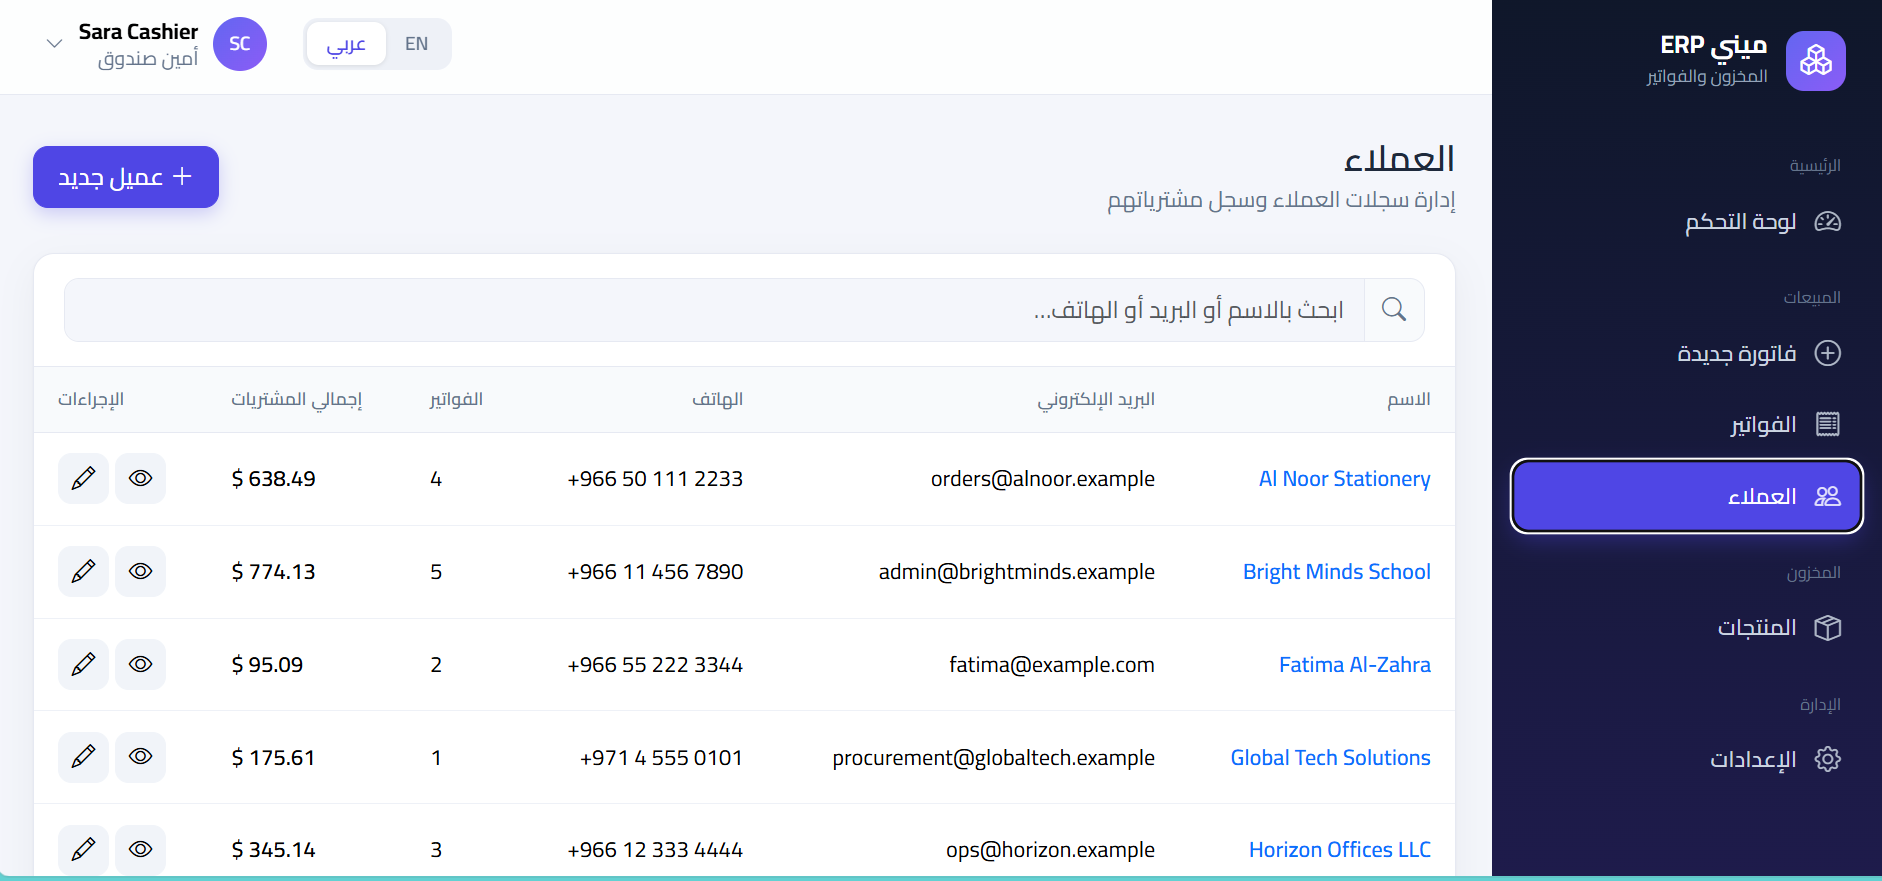 ميني ERP
المخزون والفواتير
الرئيسية
لوحة التحكم
المبيعات
فاتورة جديدة
الفواتير
العملاء
المخزون
المنتجات
الإدارة
الإعدادات
EN
عربي
SC
Sara Cashier
أمين صندوق
العملاء
إدارة سجلات العملاء وسجل مشترياتهم
عميل جديد
ابحث بالاسم أو البريد أو الهاتف...
الاسم البريد الإلكتروني الهاتف الفواتير إجمالي المشتريات الإجراءات
Al Noor Stationery orders@alnoor.example +966 50 111 2233 4 $ 638.49
Bright Minds School admin@brightminds.example +966 11 456 7890 5 $ 774.13
Fatima Al-Zahra fatima@example.com +966 55 222 3344 2 $ 95.09
Global Tech Solutions procurement@globaltech.example +971 4 555 0101 1 $ 175.61
Horizon Offices LLC ops@horizon.example +966 12 333 4444 3 $ 345.14